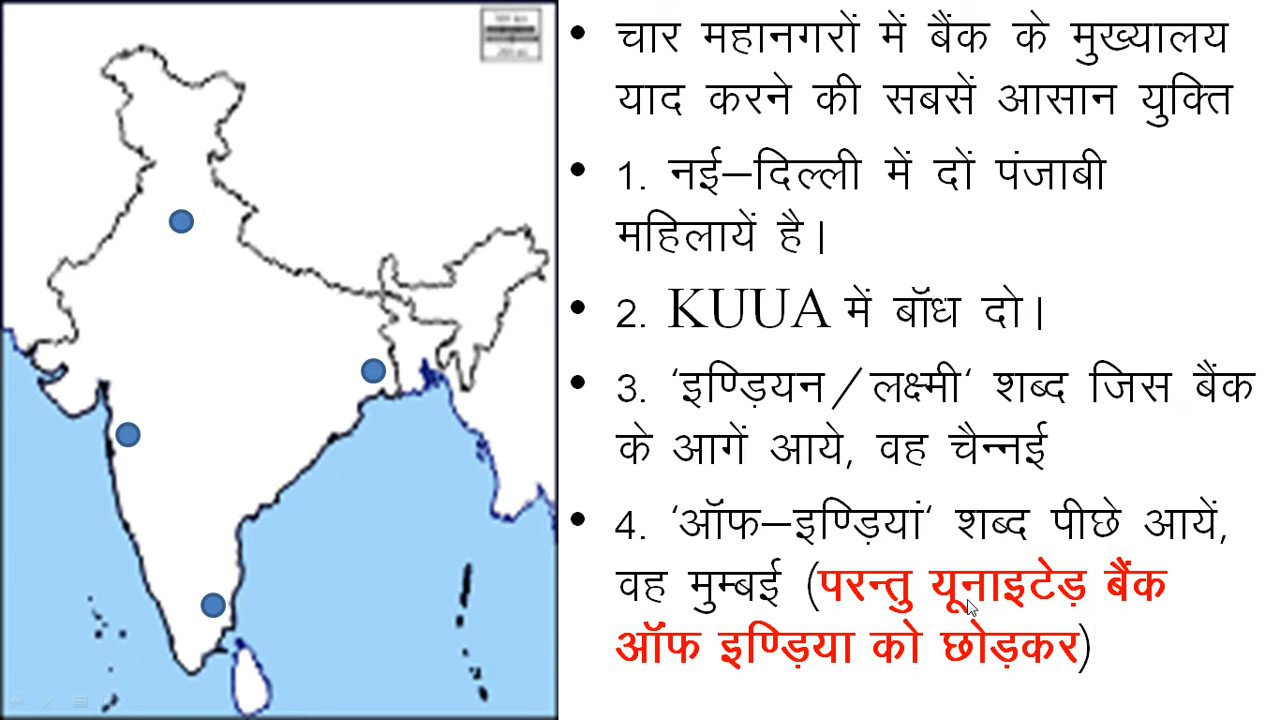 चार महानगरों में बैंक के मुख्यालय
याद करने की सबसें आसान युक्ति
1. नई–दिल्ली में दों पंजाबी
महिलायें है।
2. KUUA में बॉध दो।
3. ‘इण्ड़ियन/लक्ष्मी‘ शब्द जिस बैंक
के आगें आये, वह चैन्नई
4. ‘ऑफ–इण्ड़ियां‘ शब्द पीछे आयें,
वह मुम्बई (परन्तु यूनाइटेड़ बैंक
ऑफ इण्ड़िया को छोड़कर)